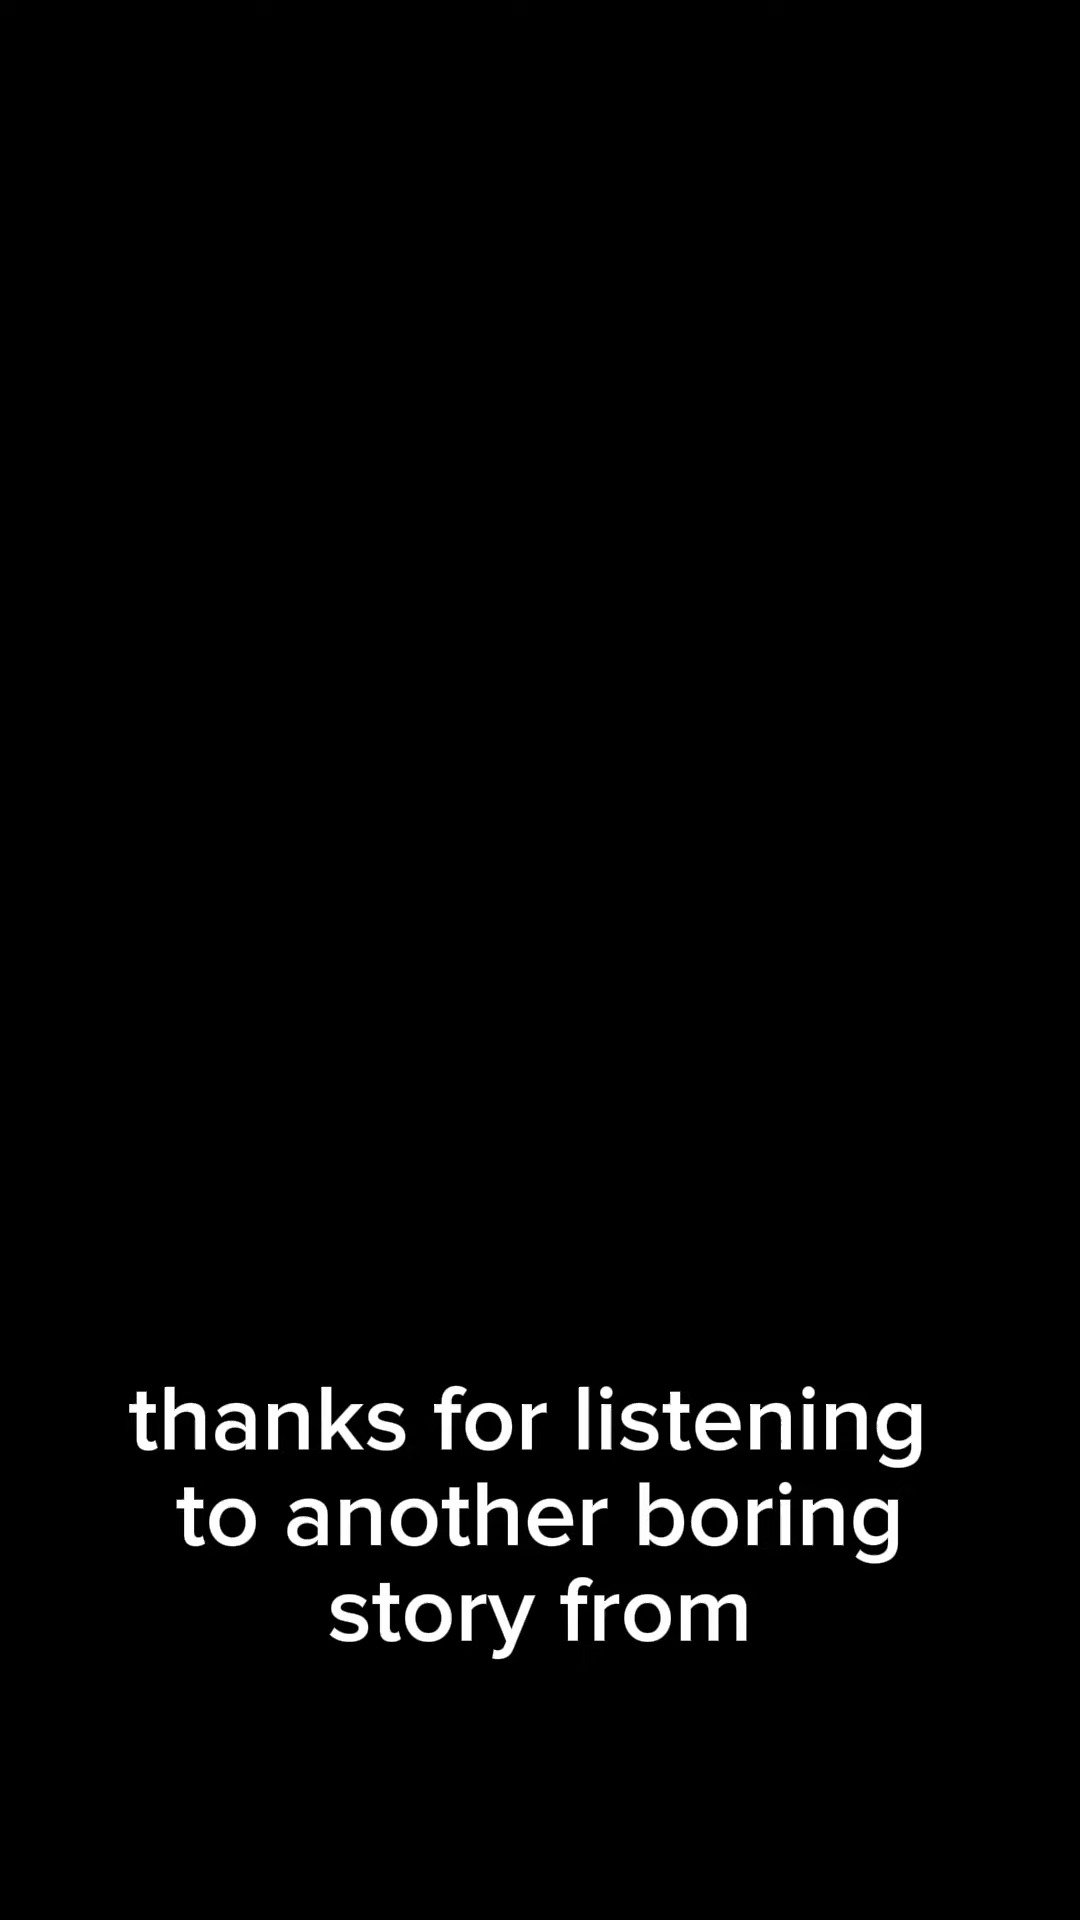 thanks for listening
to another boring
story from